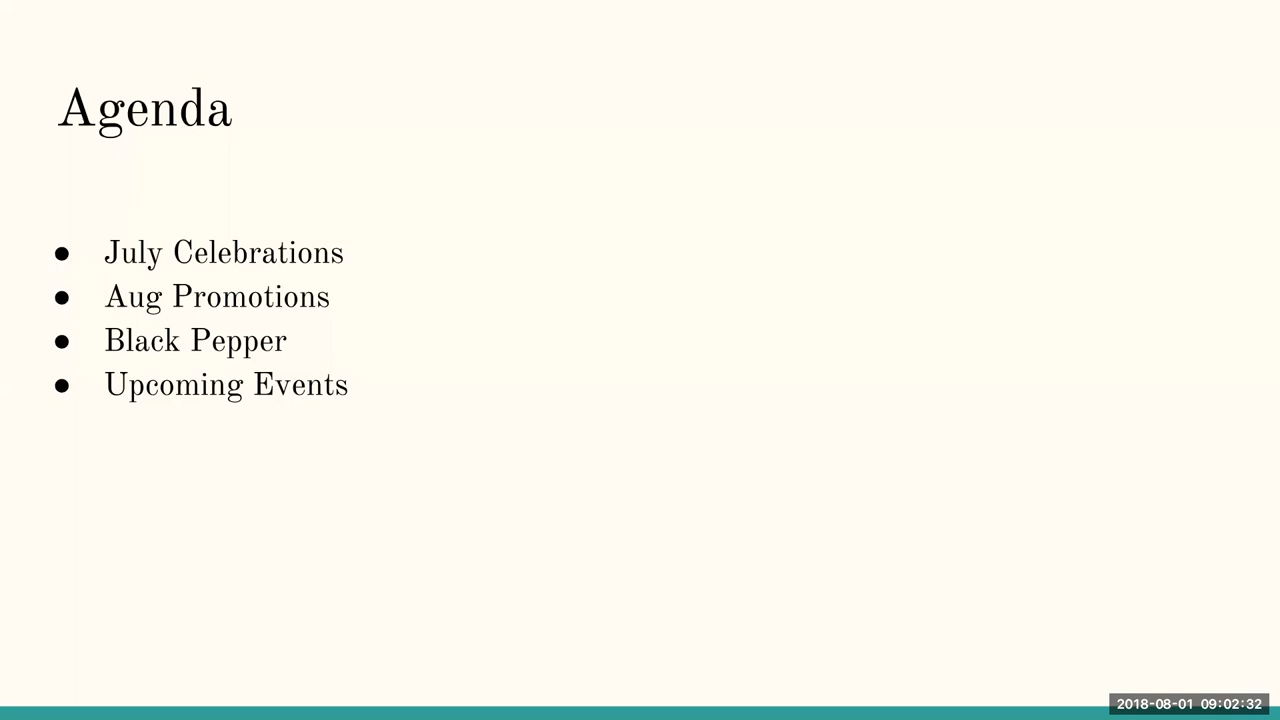 Agenda
● July Celebrations
● Aug Promotions
● Black Pepper
● Upcoming Events
2018-08-01 09:02:32